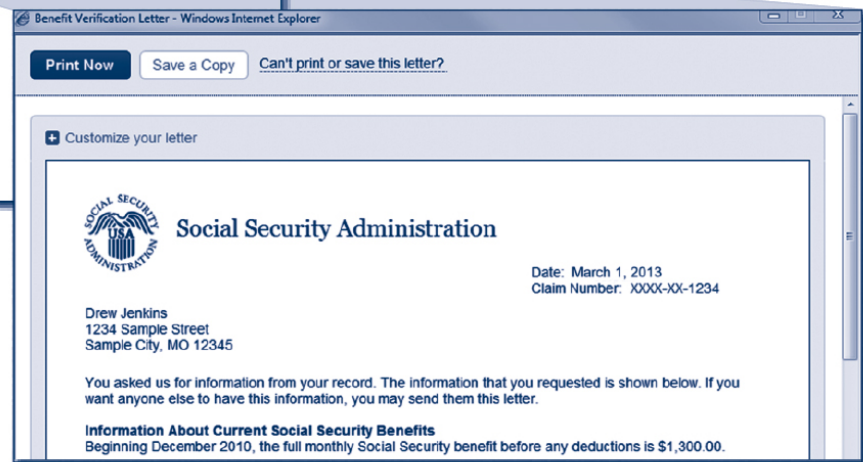 Benefit Verification Letter - Windows Internet Explorer
Print Now
Save a Copy
Can't print or save this letter?
Customize your letter
SOCIAL SECURITY ADMINISTRATION
USA
Social Security Administration
Date: March 1, 2013
Claim Number: XXXX-XX-1234
Drew Jenkins
1234 Sample Street
Sample City, MO 12345
You asked us for information from your record. The information that you requested is shown below. If you
want anyone else to have this information, you may send them this letter.
Information About Current Social Security Benefits
Beginning December 2010, the full monthly Social Security benefit before any deductions is $1,300.00.